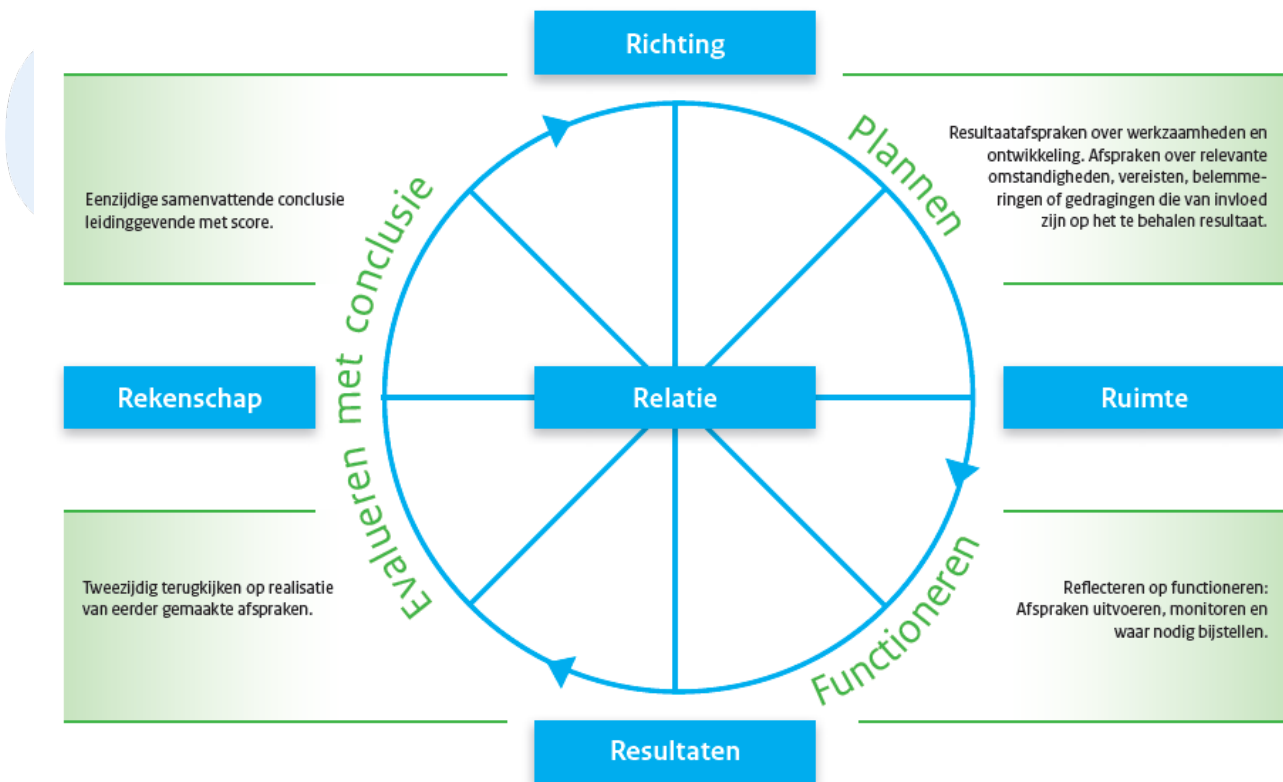 Richting
Plannen
Resultaatafspraken over werkzaamheden en
ontwikkeling. Afspraken over relevante
omstandigheden, vereisten, belemme-
ringen of gedragingen die van invloed
zijn op het te behalen resultaat.
Eenzijdige samenvattende conclusie
leidinggevende met score.
Evalueren met conclusie
Rekenschap
Relatie
Ruimte
Tweezijdig terugkijken op realisatie
van eerder gemaakte afspraken.
Functioneren
Reflecteren op functioneren:
Afspraken uitvoeren, monitoren en
waar nodig bijstellen.
Resultaten